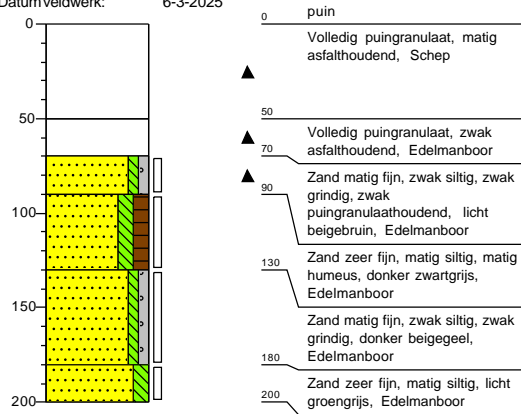 Datum veldwerk: 6-3-2025
0
50
100
150
200
0
puin
Volledig puingranulaat, matig
asfalthoudend, Schep
50
Volledig puingranulaat, zwak
asfalthoudend, Edelmanboor
70
Zand matig fijn, zwak siltig, zwak
grindig, zwak
puingranulaathoudend, licht
beigebruin, Edelmanboor
90
Zand zeer fijn, matig siltig, matig
humeus, donker zwartgrijs,
Edelmanboor
130
Zand matig fijn, zwak siltig, zwak
grindig, donker beigegeel,
Edelmanboor
180
Zand zeer fijn, matig siltig, licht
groengrijs, Edelmanboor
200